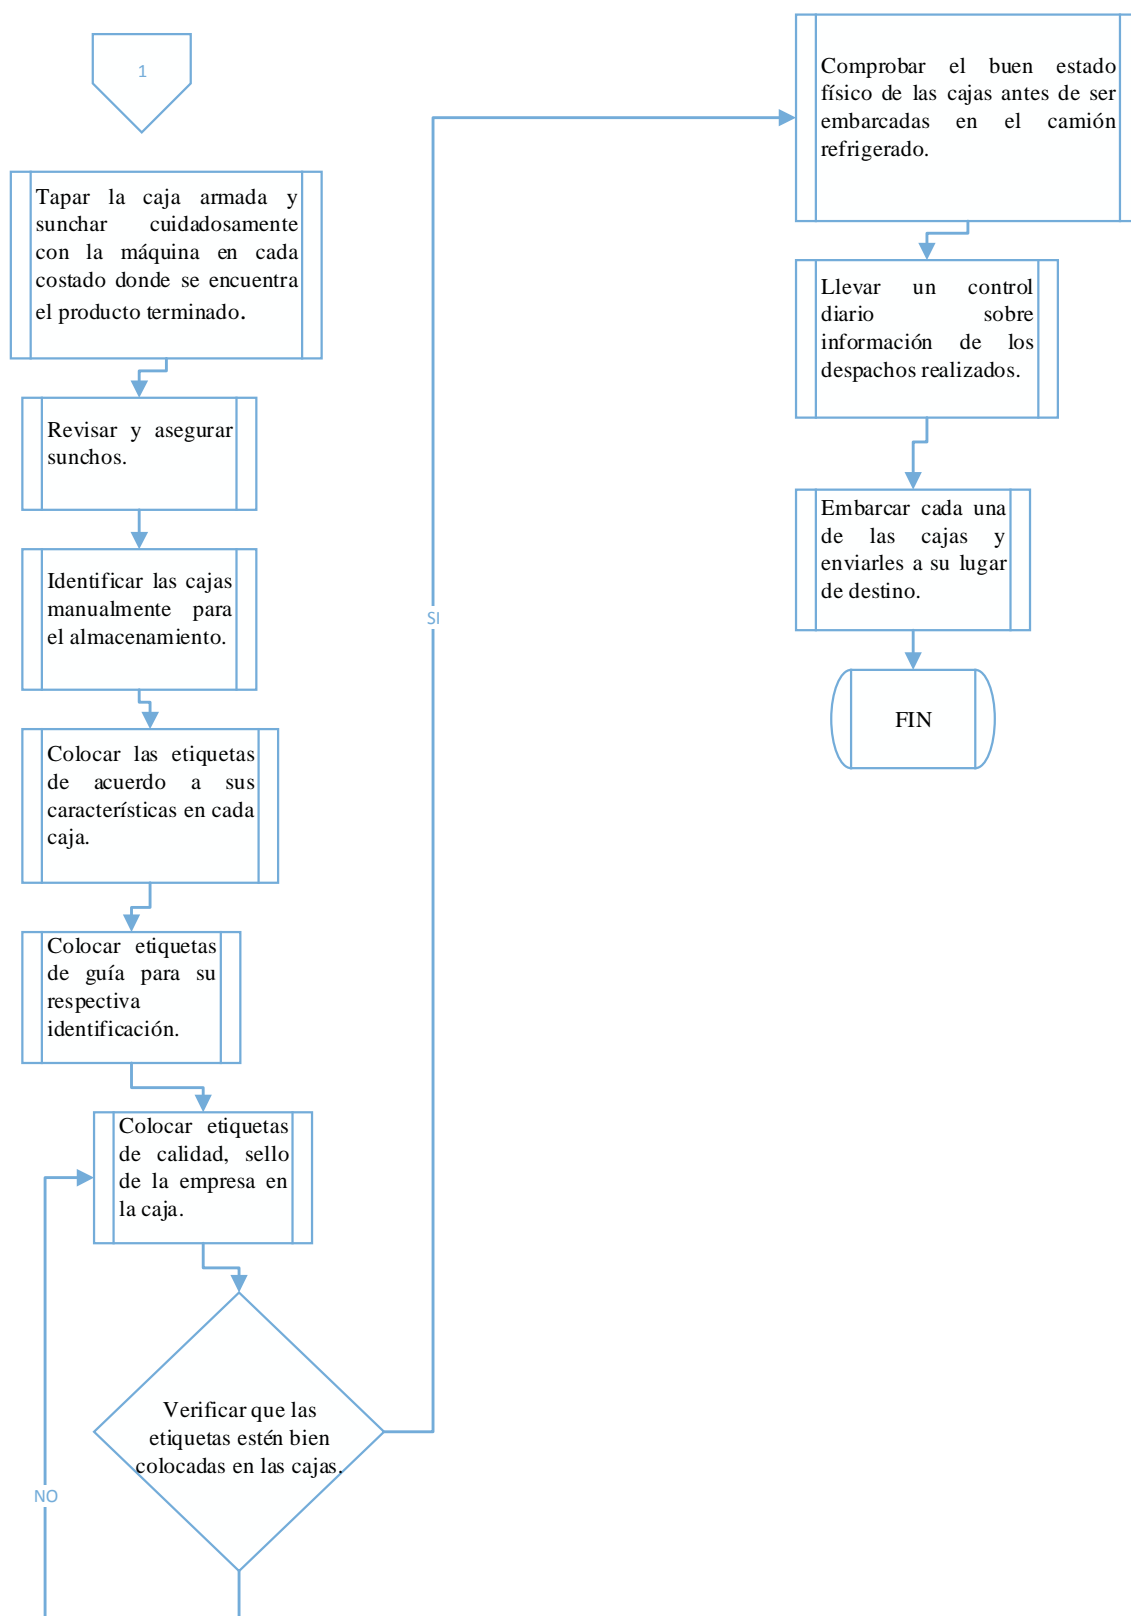 1
Tapar la caja armada y
sunchar cuidadosamente
con la máquina en cada
costado donde se encuentra
el producto terminado.
Revisar y asegurar
sunchos.
Identificar las cajas
manualmente para
el almacenamiento.
Colocar las etiquetas
de acuerdo a sus
características en cada
caja.
Colocar etiquetas
de guía para su
respectiva
identificación.
Colocar etiquetas
de calidad, sello
de la empresa en
la caja.
Verificar que las
etiquetas estén bien
colocadas en las cajas.
NO
SI
Comprobar el buen estado
físico de las cajas antes de ser
embarcadas en el camión
refrigerado.
Llevar un control
diario sobre
información de los
despachos realizados.
Embarcar cada una
de las cajas y
enviarles a su lugar
de destino.
FIN